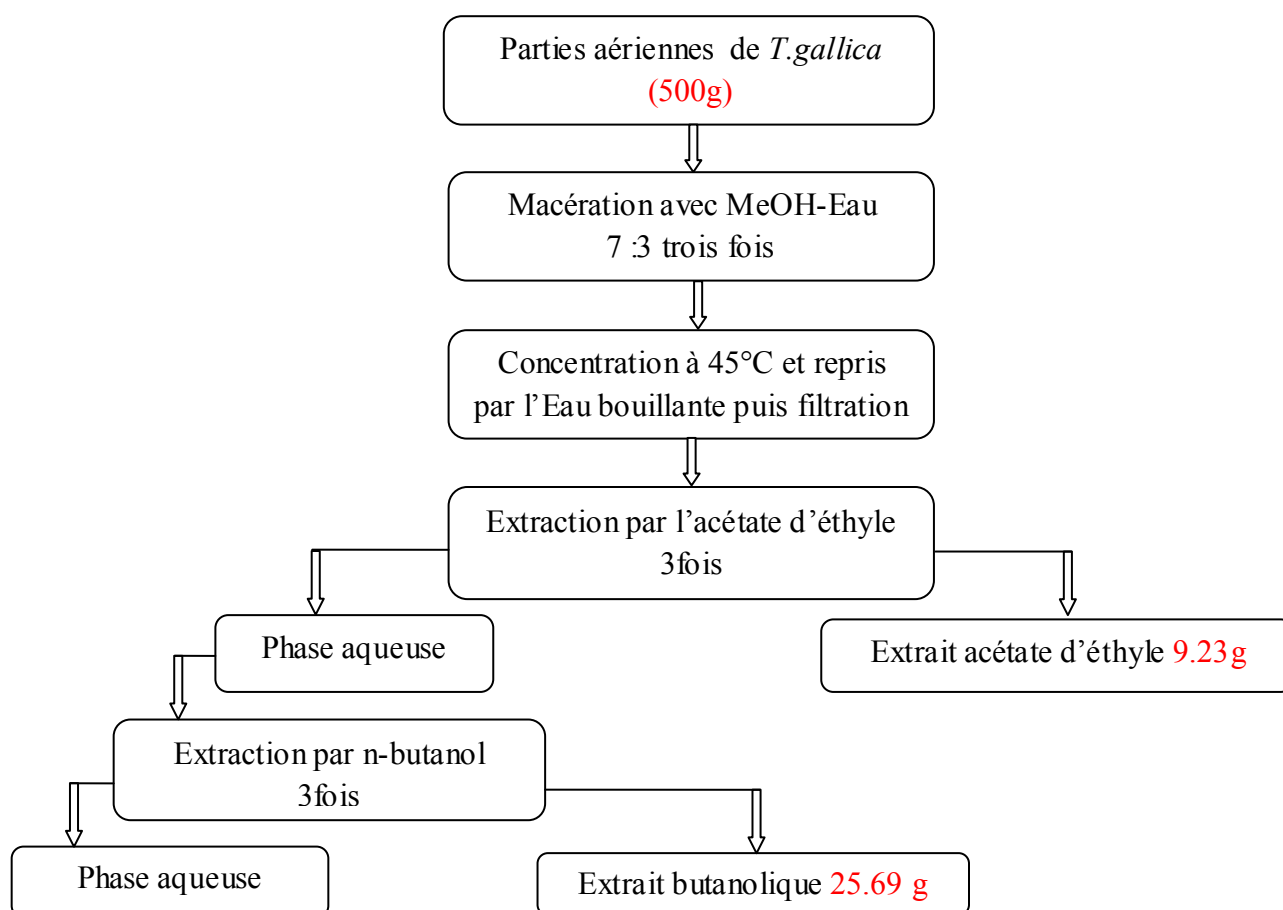 Parties aériennes de T.gallica
(500g)
Macération avec MeOH-Eau
7 :3 trois fois
Concentration à 45°C et repris
par l’Eau bouillante puis filtration
Extraction par l’acétate d’éthyle
3fois
Phase aqueuse
Extrait acétate d’éthyle 9.23g
Extraction par n-butanol
3fois
Phase aqueuse
Extrait butanolique 25.69 g